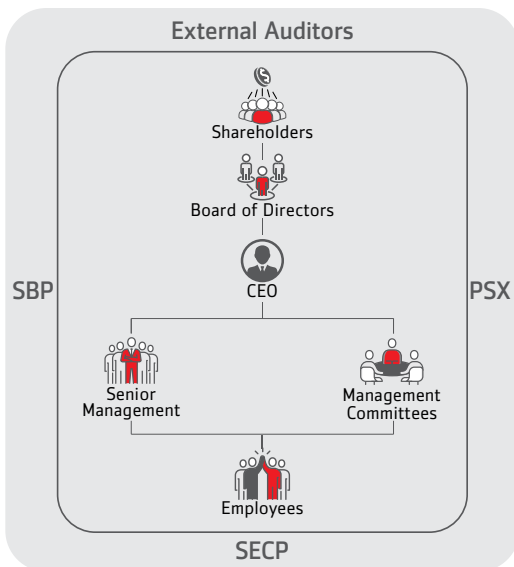 External Auditors
Shareholders
Board of Directors
SBP
CEO
PSX
Senior
Management
Management
Committees
Employees
SECP